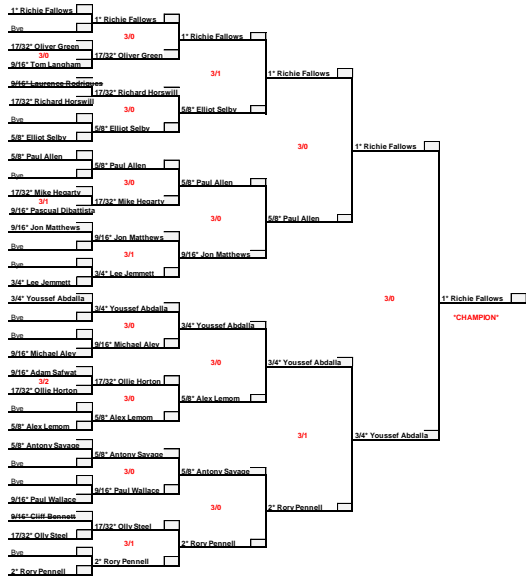 1* Richie Fallows
Bye
17/32* Oliver Green
3/0
9/16* Tom Langham
9/16* Laurence Rodrigues
17/32* Richard Horswill
Bye
5/8* Elliot Selby
5/8* Paul Allen
Bye
17/32* Mike Hegarty
3/1
9/16* Pascual Dibattista
9/16* Jon Matthews
Bye
Bye
3/4* Lee Jemmett
3/4* Youssef Abdalla
Bye
Bye
9/16* Michael Aley
9/16* Adam Safwat
3/2
17/32* Ollie Horton
Bye
5/8* Alex Lemom
5/8* Antony Savage
Bye
Bye
9/16* Paul Wallace
9/16* Cliff Bennett
17/32* Olly Steel
Bye
2* Rory Pennell
1* Richie Fallows
3/0
17/32* Oliver Green
17/32* Richard Horswill
3/0
5/8* Elliot Selby
5/8* Paul Allen
3/0
17/32* Mike Hegarty
9/16* Jon Matthews
3/1
3/4* Lee Jemmett
3/4* Youssef Abdalla
3/0
9/16* Michael Aley
17/32* Ollie Horton
3/0
5/8* Alex Lemom
5/8* Antony Savage
3/0
9/16* Paul Wallace
17/32* Olly Steel
3/1
2* Rory Pennell
1* Richie Fallows
3/1
5/8* Elliot Selby
5/8* Paul Allen
3/0
9/16* Jon Matthews
3/4* Youssef Abdalla
3/0
5/8* Alex Lemom
5/8* Antony Savage
3/0
2* Rory Pennell
1* Richie Fallows
3/0
5/8* Paul Allen
3/4* Youssef Abdalla
3/1
2* Rory Pennell
1* Richie Fallows
3/0
3/4* Youssef Abdalla
1* Richie Fallows
*CHAMPION*